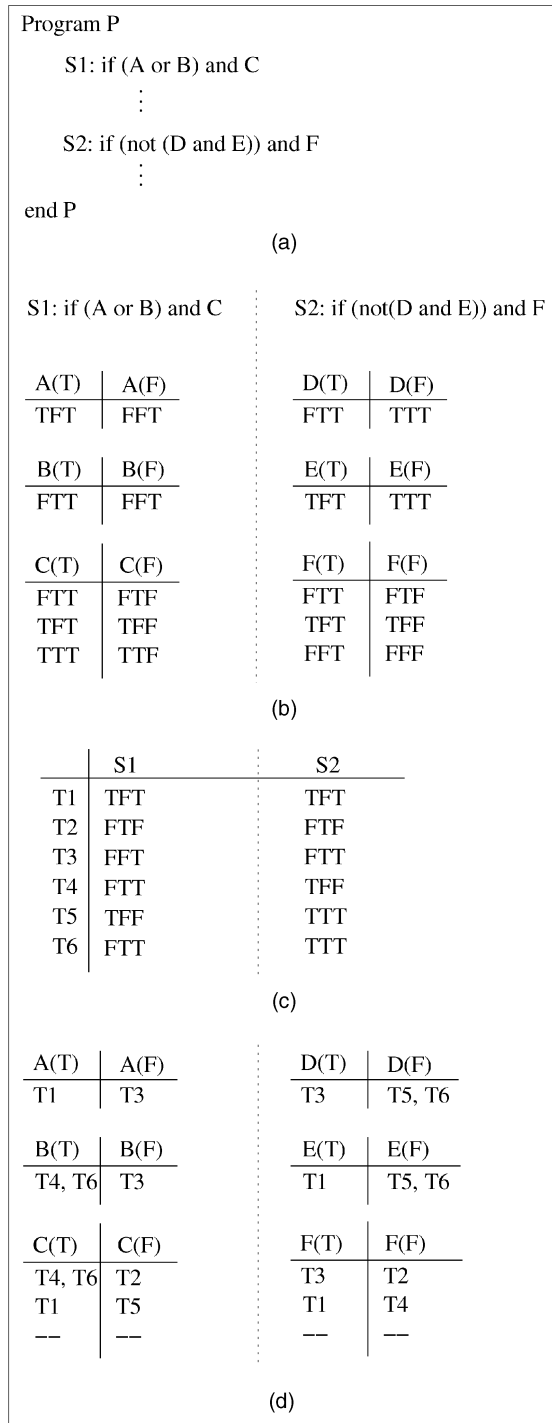 Program P
S1: if (A or B) and C
⋮
S2: if (not (D and E)) and F
⋮
end P
(a)
S1: if (A or B) and C S2: if (not(D and E)) and F
A(T) A(F) D(T) D(F)
TFT FFT FTT TTT
B(T) B(F) E(T) E(F)
FTT FFT TFT TTT
C(T) C(F) F(T) F(F)
FTT FTF FTT FTF
TFT TFF TFT TFF
TTT TTF FFT FFF
(b)
S1 S2
T1 TFT TFT
T2 FTF FTF
T3 FFT FTT
T4 FTT TFF
T5 TFF TTT
T6 FTT TTT
(c)
A(T) A(F) D(T) D(F)
T1 T3 T3 T5, T6
B(T) B(F) E(T) E(F)
T4, T6 T3 T1 T5, T6
C(T) C(F) F(T) F(F)
T4, T6 T2 T3 T2
T1 T5 T1 T4
-- -- -- --
(d)